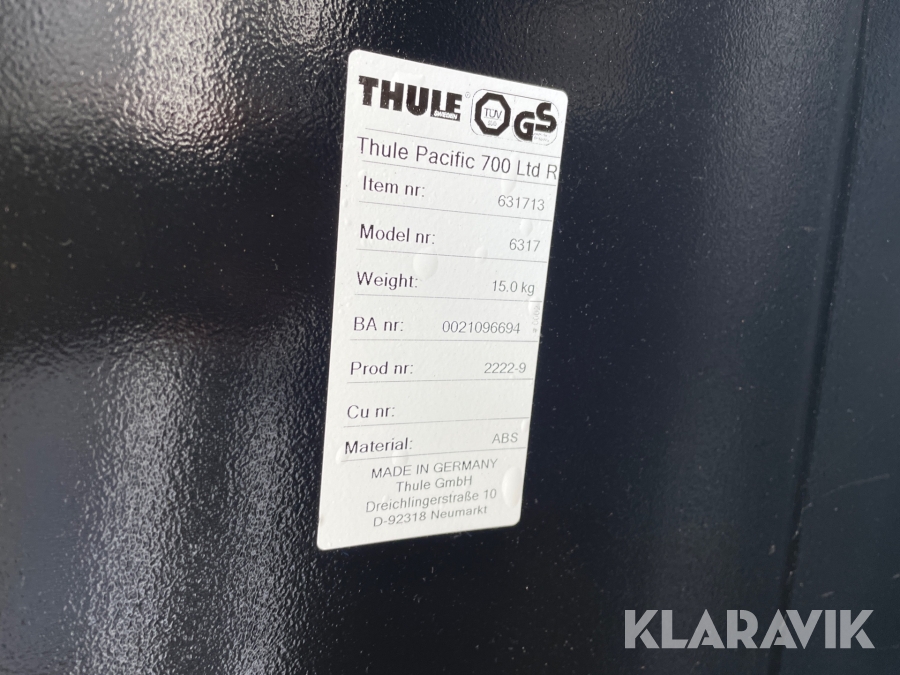 THULE
SWEDEN
TÜV
GS
Thule Pacific 700 Ltd R
Item nr: 631713
Model nr: 6317
Weight: 15.0 kg
BA nr: 0021096694
Prod nr: 2222-9
Cu nr:
Material: ABS
MADE IN GERMANY
Thule GmbH
Dreichlingerstraße 10
D-92318 Neumarkt
KLARAVIK